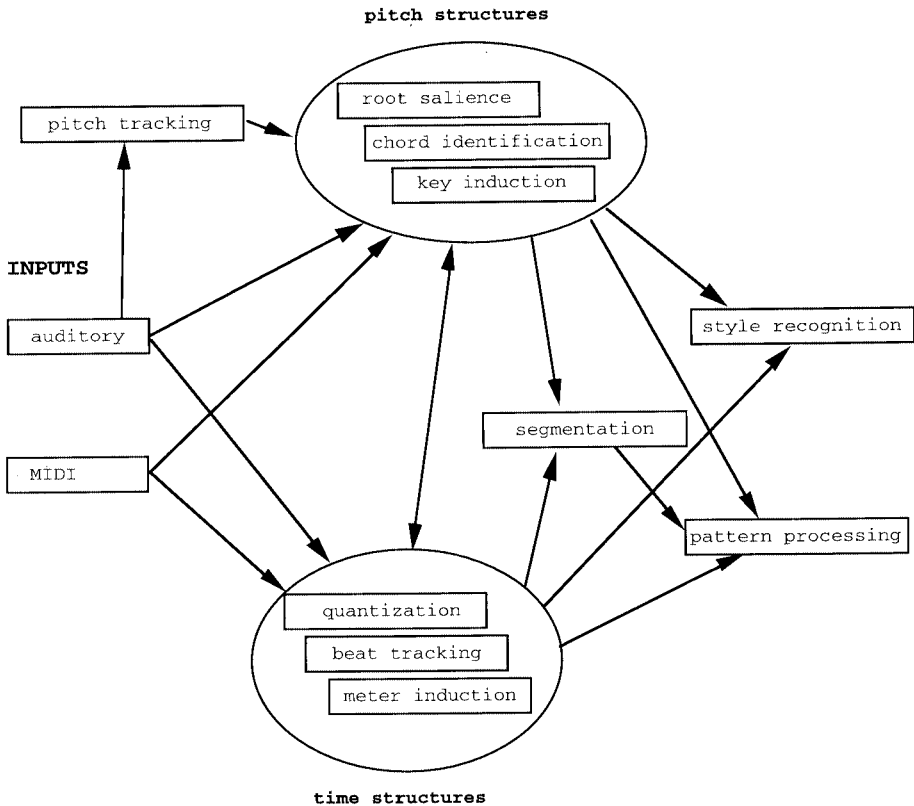 pitch structures
root salience
pitch tracking
chord identification
key induction
INPUTS
auditory
style recognition
segmentation
MIDI
pattern processing
quantization
beat tracking
meter induction
time structures